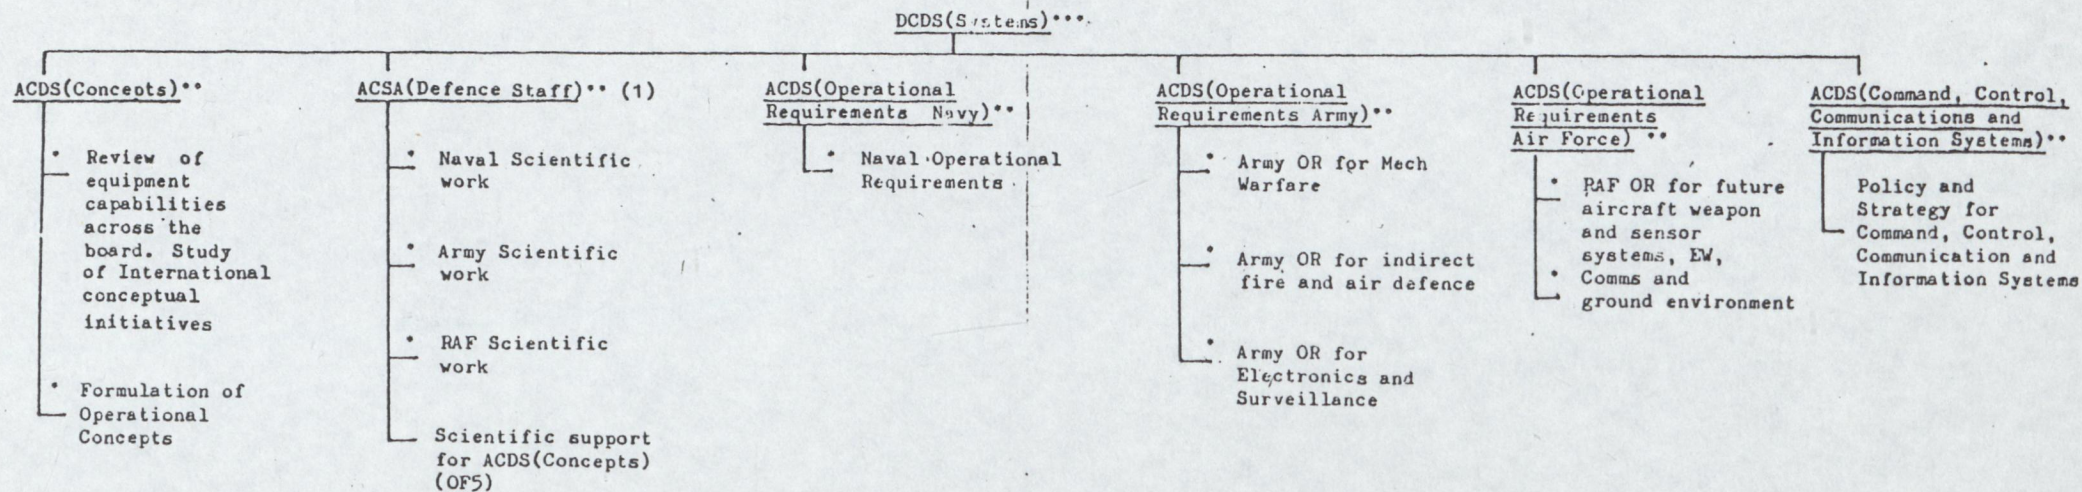 DCDS(Systems)***
ACDS(Concepts)**
* Review of
equipment
capabilities
across the
board. Study
of International
conceptual
initiatives
* Formulation of
Operational
Concepts
ACSA(Defence Staff)** (1)
* Naval Scientific
work
* Army Scientific
work
* RAF Scientific
work
Scientific support
for ACDS(Concepts)
(OF5)
ACDS(Operational
Requirements Navy)**
* Naval Operational
Requirements
ACDS(Operational
Requirements Army)**
* Army OR for Mech
Warfare
* Army OR for indirect
fire and air defence
* Army OR for
Electronics and
Surveillance
ACDS(Operational
Requirements
Air Force) **
* RAF OR for future
aircraft weapon
and sensor
systems, EW,
* Comms and
ground environment
ACDS(Command, Control,
Communications and
Information Systems)**
Policy and
Strategy for
Command, Control,
Communication and
Information Systems